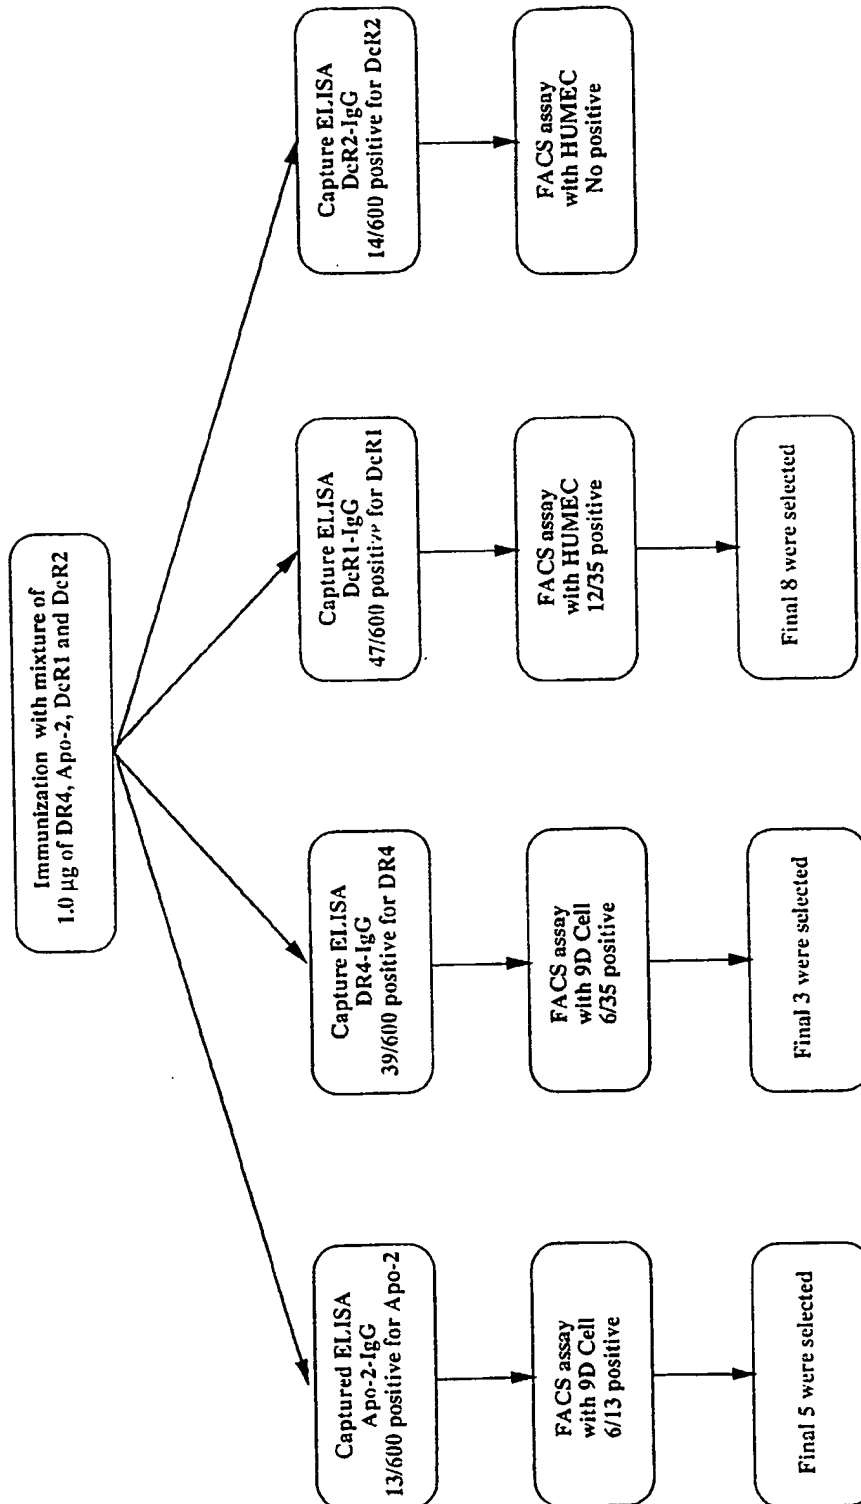 Immunization with mixture of
1.0 µg of DR4, Apo-2, DcR1 and DcR2
Captured ELISA
Apo-2-IgG
13/600 positive for Apo-2
FACS assay
with 9D Cell
6/13 positive
Final 5 were selected
Capture ELISA
DR4-IgG
39/600 positive for DR4
FACS assay
with 9D Cell
6/35 positive
Final 3 were selected
Capture ELISA
DcR1-IgG
47/600 positive for DcR1
FACS assay
with HUMEC
12/35 positive
Final 8 were selected
Capture ELISA
DcR2-IgG
14/600 positive for DcR2
FACS assay
with HUMEC
No positive